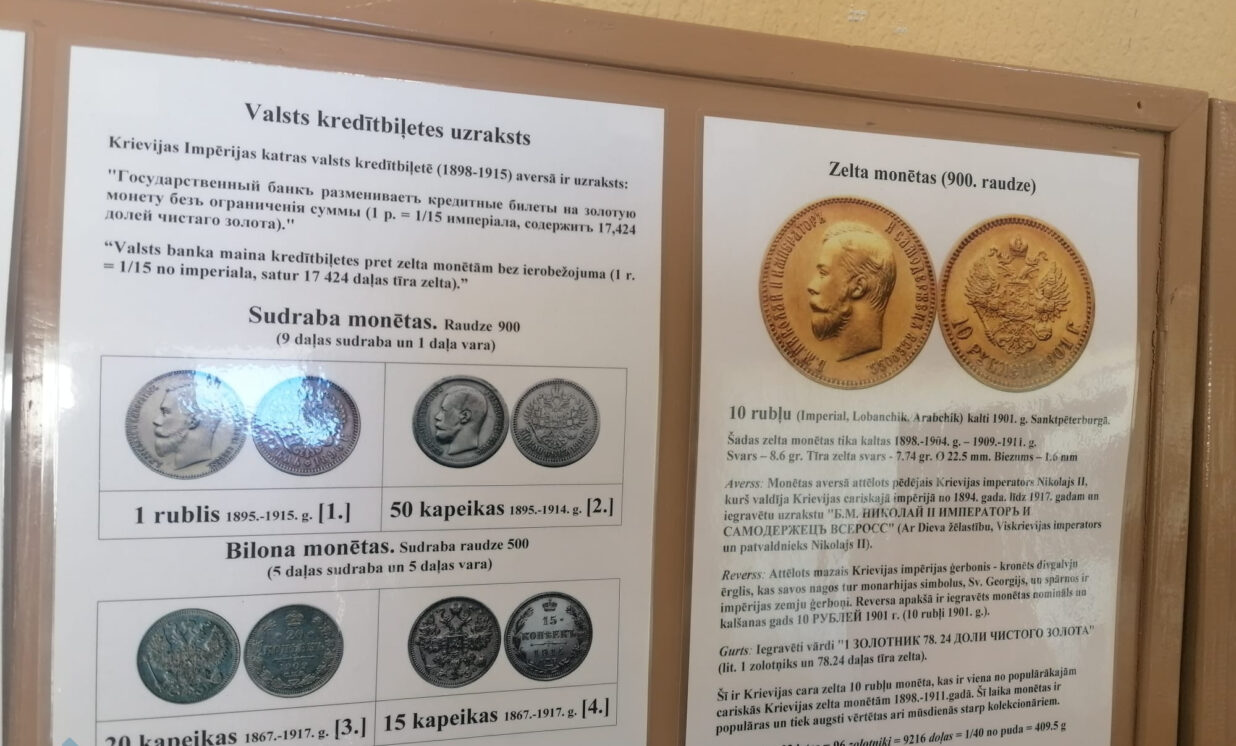 Valsts kredītbiļetes uzraksts
Krievijas Impērijas katras valsts kredītbiļetē (1898-1915) aversā ir uzraksts:
"Государственный банкъ размениваетъ кредитные билеты на золотую
монету безъ ограниченія суммы (1 р. = 1/15 империала, содержитъ 17,424
долей чистаго золота)."
“Valsts banka maina kredītbiļetes pret zelta monētām bez ierobežojuma (1 r.
= 1/15 no imperiala, satur 17 424 daļas tīra zelta).”
Sudraba monētas. Raudze 900
(9 daļas sudraba un 1 daļa vara)
1 rublis 1895.-1915. g. [1.]
50 kapeikas 1895.-1914. g. [2.]
Bilona monētas. Sudraba raudze 500
(5 daļas sudraba un 5 daļas vara)
15
КОПѢЕКЪ
20 kapeikas 1867.-1917. g. [3.]
15 kapeikas 1867.-1917. g. [4.]
Zelta monētas (900. raudze)
10 РУБЛЕЙ 1901 Г.
10 rubļu (Imperial, Lobanchik, Arabchik) kalti 1901. g. Sanktpēterburgā.
Šādas zelta monētas tika kaltas 1898.-1904. g. – 1909.-1911. g.
Svars – 8.6 gr. Tīra zelta svars - 7.74 gr. Ø 22.5 mm. Biezums – 1.6 mm
Averss: Monētas aversā attēlots pēdējais Krievijas imperators Nikolajs II,
kurš valdīja Krievijas cariskajā impērijā no 1894. gada. līdz 1917. gadam un
iegravētu uzrakstu "Б.М. НИКОЛАЙ II ИМПЕРАТОРЪ И
САМОДЕРЖЕЦЪ ВСЕРОСС" (Ar Dieva žēlastību, Viskrievijas imperators
un patvaldnieks Nikolajs II).
Reverss: Attēlots mazais Krievijas impērijas ģerbonis - kronēts divgalvju
ērglis, kas savos nagos tur monarhijas simbolus, Sv. Georgijs, un spārnos ir
impērijas zemju ģerboņi. Reversa apakšā ir iegravēts monētas nomināls un
kalšanas gads 10 РУБЛЕЙ 1901 г. (10 rubļi 1901. g.).
Gurts: Iegravēti vārdi "1 ЗОЛОТНИК 78. 24 ДОЛИ ЧИСТОГО ЗОЛОТА"
(lit. 1 zolotņiks un 78.24 daļas tīra zelta).
Šī ir Krievijas cara zelta 10 rubļu monēta, kas ir viena no populārākajām
cariskās Krievijas zelta monētām 1898.-1911.gadā. Šī laika monētas ir
populāras un tiek augsti vērtētas arī mūsdienās starp kolekcionāriem.
= 96 zolotņiki = 9216 doļas = 1/40 no puda = 409.5 g